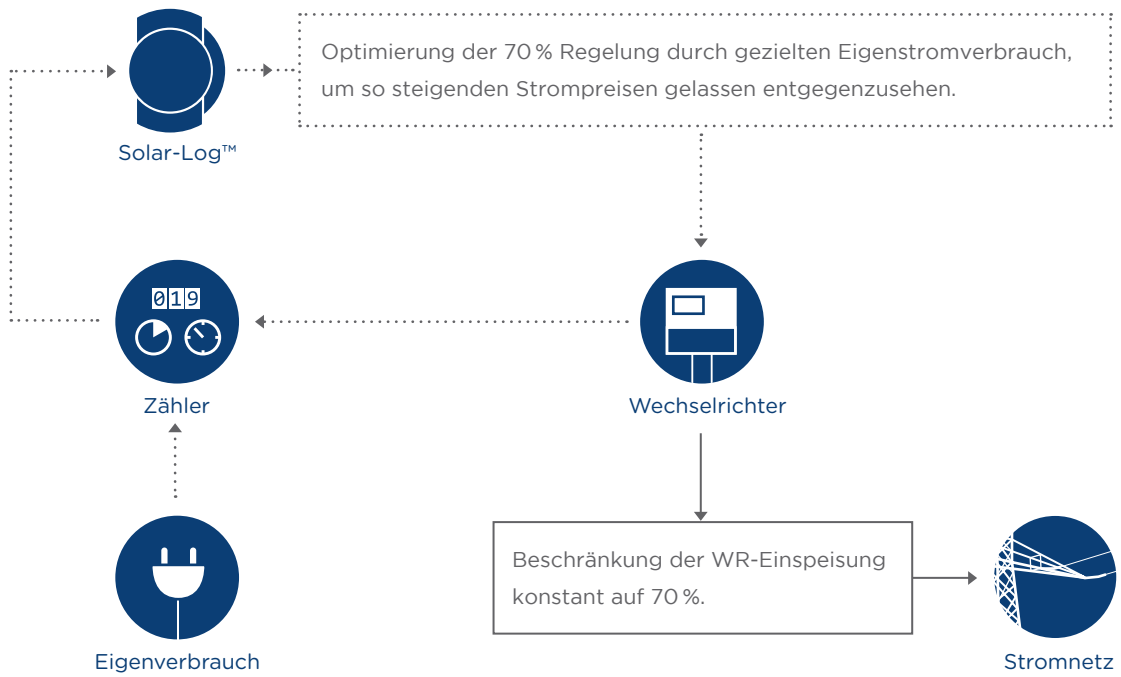 Optimierung der 70 % Regelung durch gezielten Eigenstromverbrauch,
um so steigenden Strompreisen gelassen entgegenzusehen.
Solar-Log™
019
Zähler
Wechselrichter
Beschränkung der WR-Einspeisung
konstant auf 70 %.
Eigenverbrauch
Stromnetz